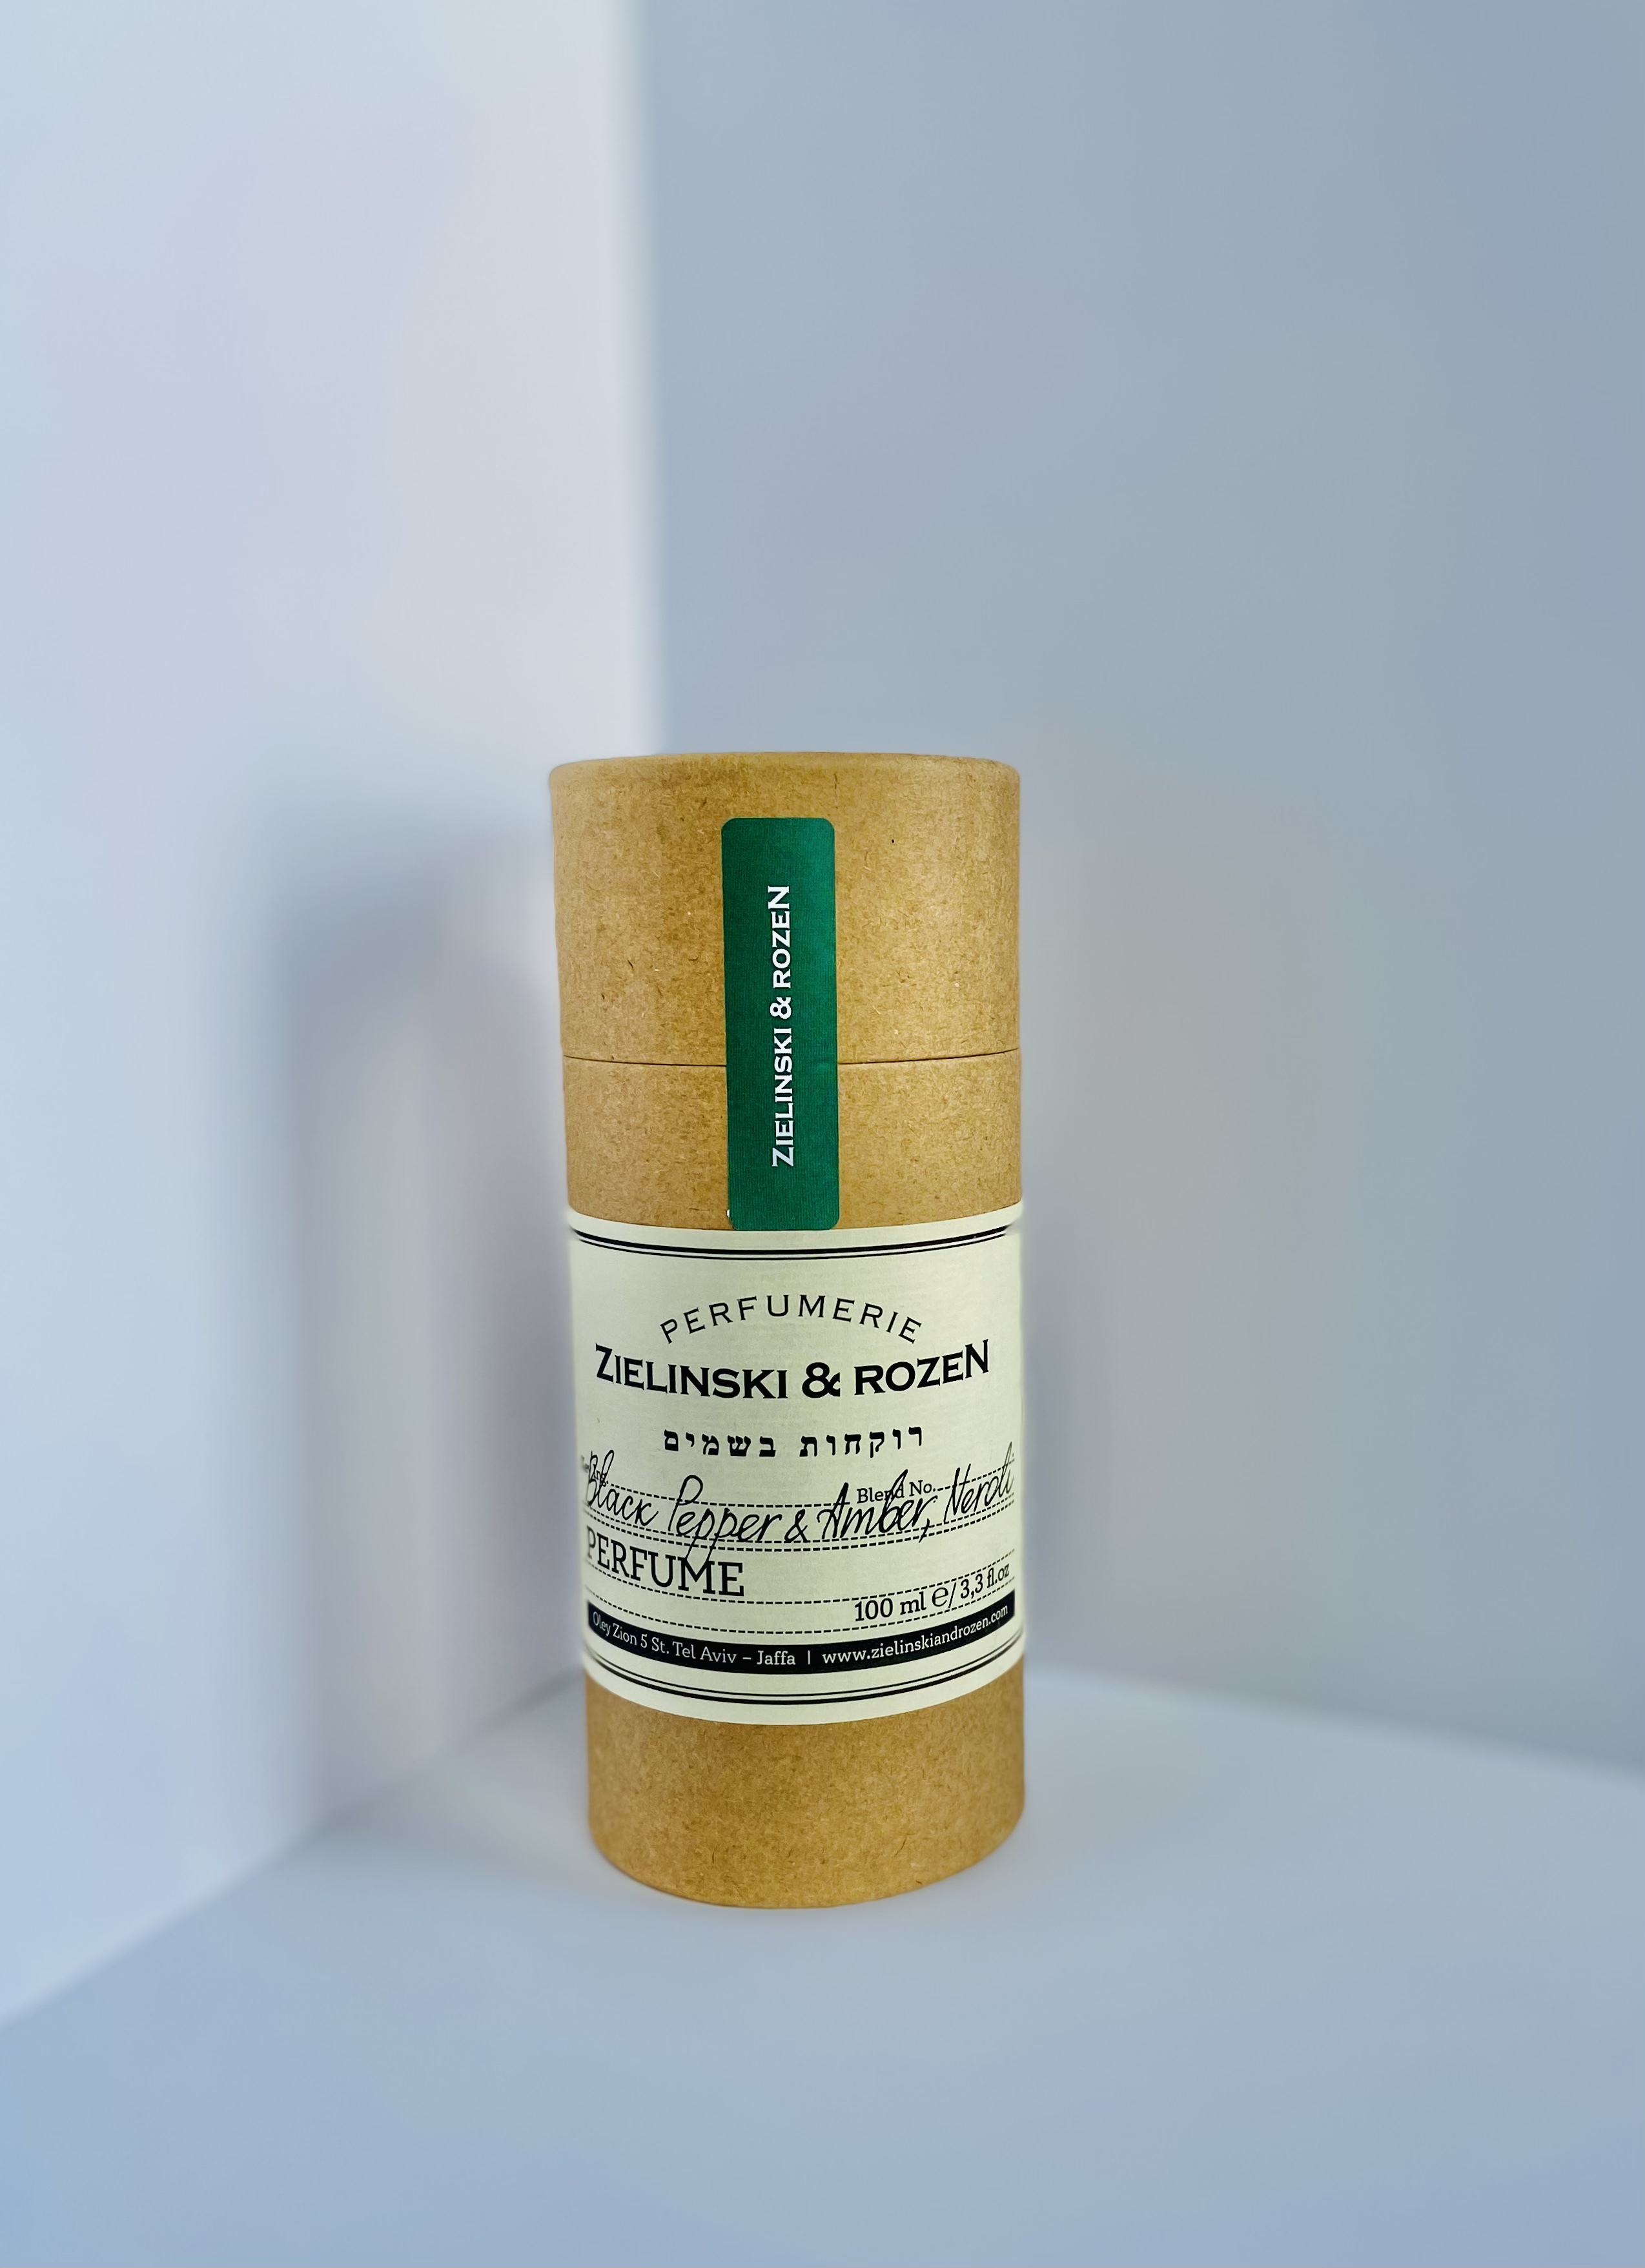 ZIELINSKI & ROZEN
PERFUMERIE
ZIELINSKI & ROZEN
רוקחות בשמים
Blend No.
Black Pepper & Amber, Neroli
PERFUME
100 ml ℮/ 3,3 fl.oz
Oley Zion 5 St. Tel Aviv – Jaffa | www.zielinskiandrozen.com